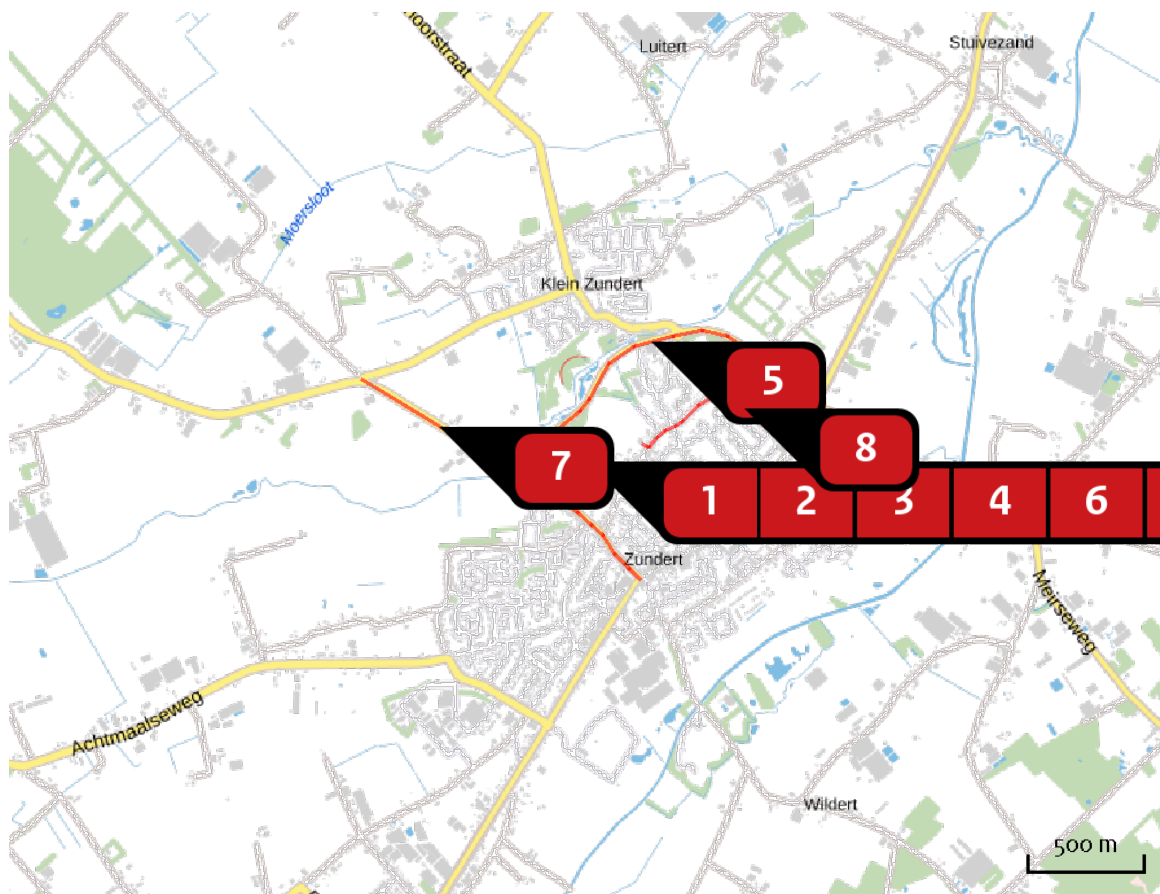 Luitert
Stuivezand
Moersloot
Klein Zundert
5
8
7
1 2 3 4 6
Zundert
Meirseweg
Achtmaalseweg
Wildert
500 m